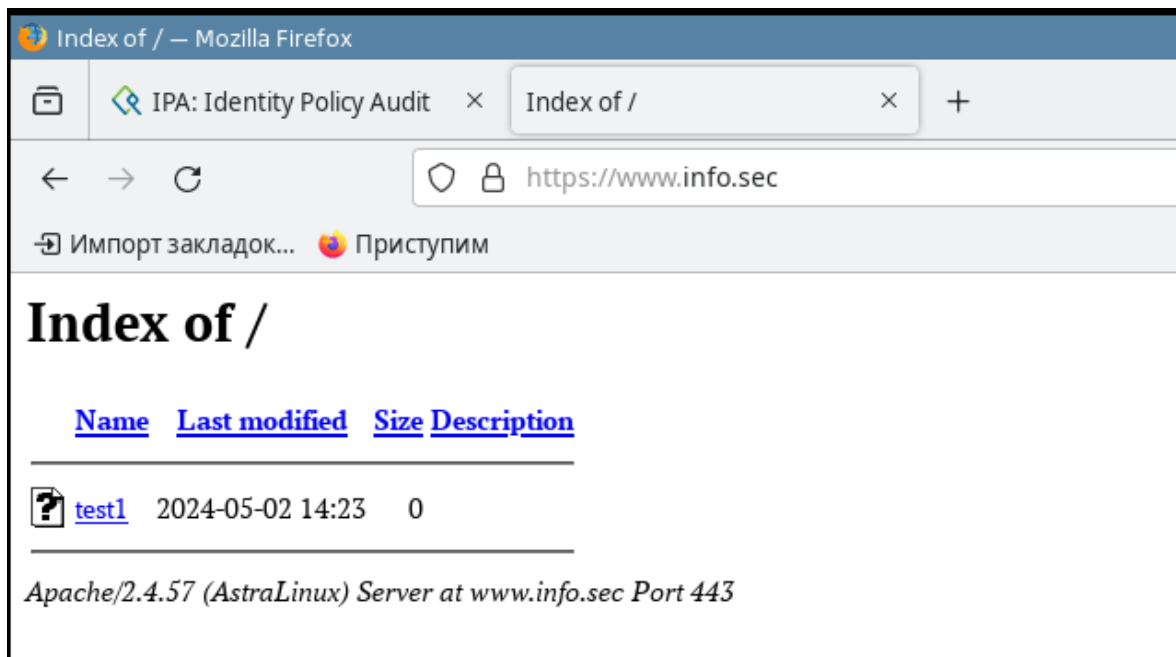 Index of / — Mozilla Firefox
IPA: Identity Policy Audit
Index of /
https://www.info.sec
Импорт закладок... Приступим
Index of /
Name Last modified Size Description
test1 2024-05-02 14:23 0
Apache/2.4.57 (AstraLinux) Server at www.info.sec Port 443